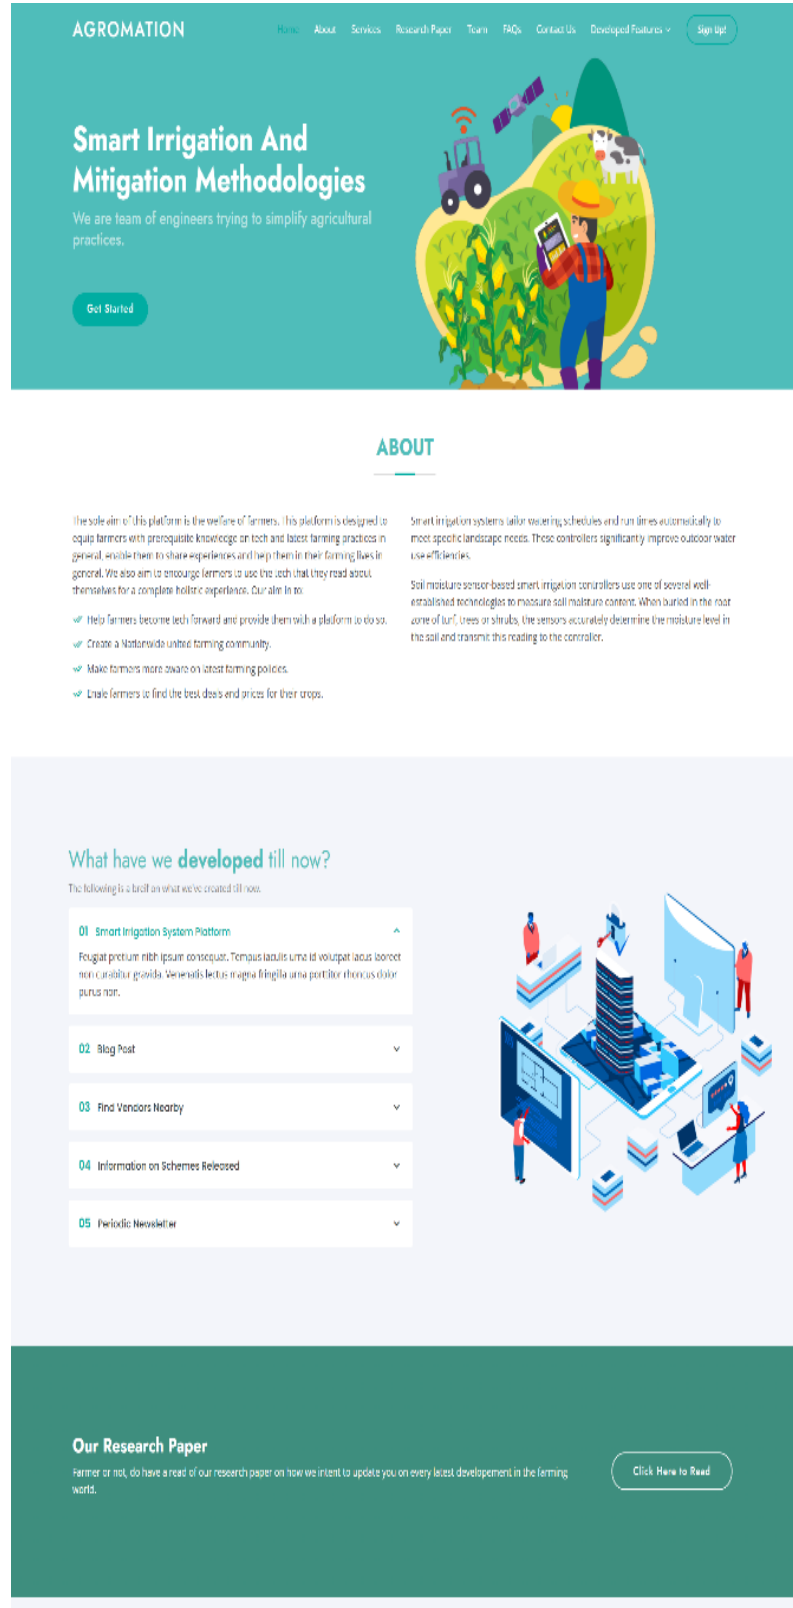 AGROMATION
Home About Services Research Paper Team FAQs Contact Us Developed Features Sign Up!
Smart Irrigation And
Mitigation Methodologies
We are team of engineers trying to simplify agricultural
practices.
Get Started
ABOUT
The sole aim of this platform is the welfare of farmers. This platform is designed to
equip farmers with prerequisite knowledge on tech and latest farming practices in
general, enable them to share experiences and help them in their farming lives in
general. We also aim to encourge farmers to use the tech that they read about
themselves for a complete holistic experience. Our aim in to:
Help farmers become tech forward and provide them with a platform to do so.
Create a Nationwide united farming community.
Make farmers more aware on latest farming policies.
Enale farmers to find the best deals and prices for their crops.
Smart irrigation systems tailor watering schedules and run times automatically to
meet specific landscape needs. These controllers significantly improve outdoor water
use efficiencies.
Soil moisture sensor-based smart irrigation controllers use one of several well-
established technologies to measure soil moisture content. When buried in the root
zone of turf, trees or shrubs, the sensors accurately determine the moisture level in
the soil and transmit this reading to the controller.
What have we developed till now?
The following is a breif on what we've created till now.
01 Smart Irrigation System Platform
Feugiat pretium nibh ipsum consequat. Tempus iaculis urna id volutpat lacus laoreet
non curabitur gravida. Venenatis lectus magna fringilla urna porttitor rhoncus dolor
purus non.
02 Blog Post
03 Find Vendors Nearby
04 Information on Schemes Released
05 Periodic Newsletter
Our Research Paper
Farmer or not, do have a read of our research paper on how we intent to update you on every latest developement in the farming
world.
Click Here to Read